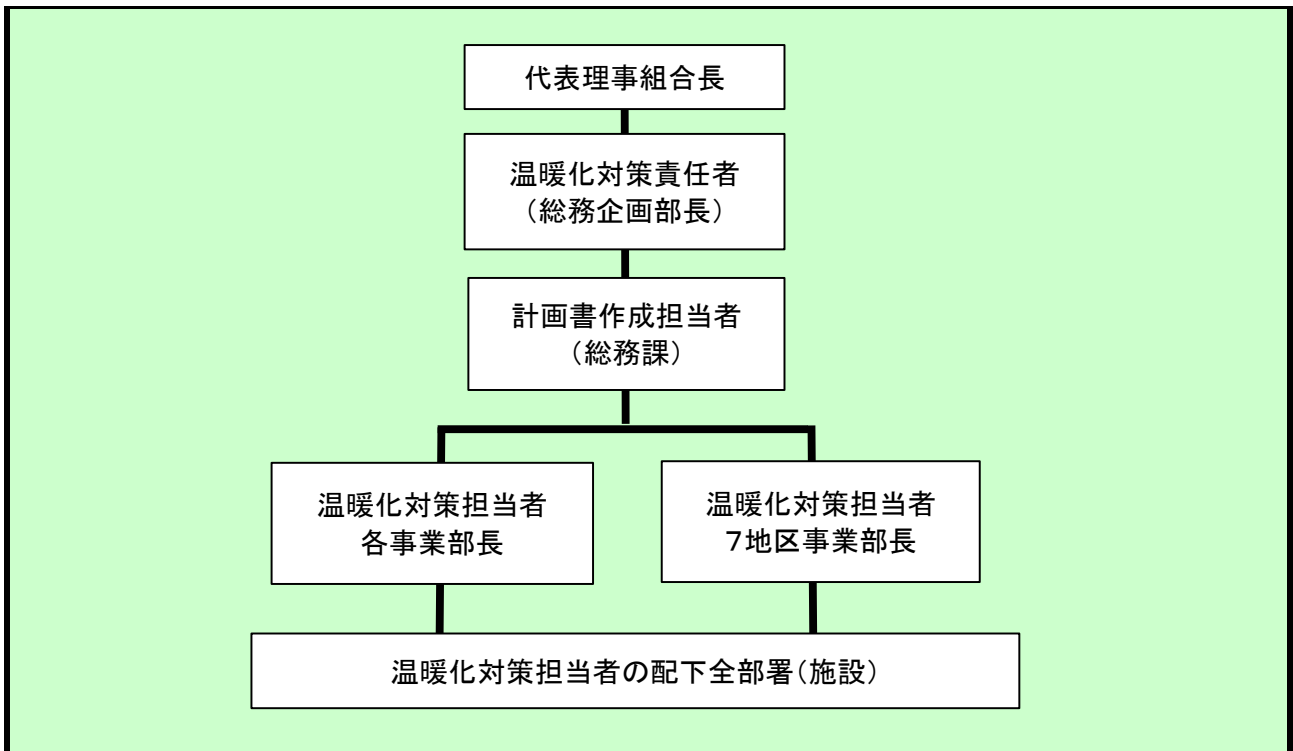 代表理事組合長
温暖化対策責任者
（総務企画部長）
計画書作成担当者
（総務課）
温暖化対策担当者
各事業部長
温暖化対策担当者
７地区事業部長
温暖化対策担当者の配下全部署（施設）